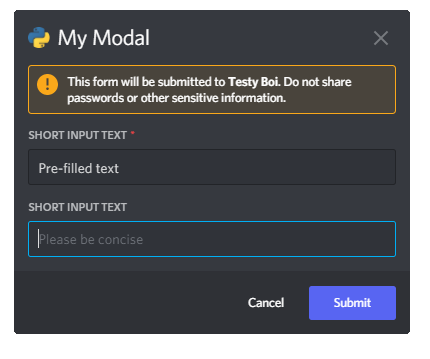 My Modal
This form will be submitted to Testy Boi. Do not share
passwords or other sensitive information.
SHORT INPUT TEXT *
Pre-filled text
SHORT INPUT TEXT
Please be concise
Cancel Submit